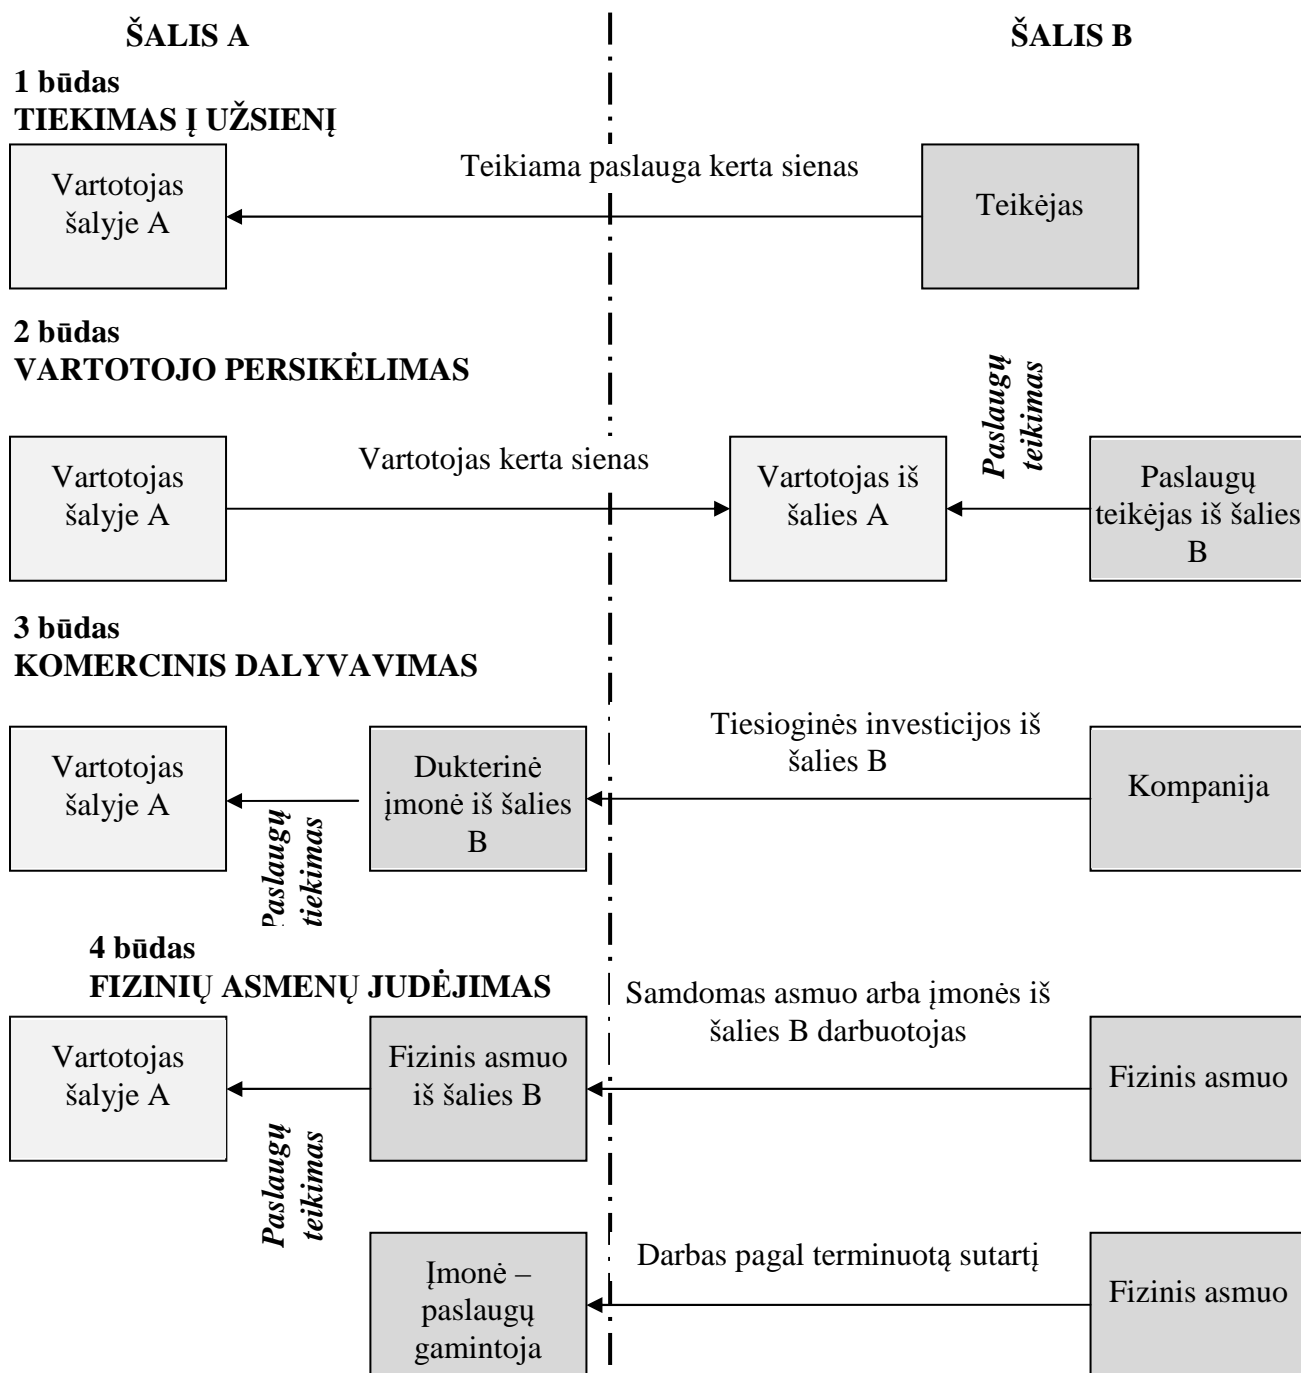 ŠALIS A
ŠALIS B
1 būdas
TIEKIMAS Į UŽSIENĮ
Vartotojas
šalyje A
Teikiama paslauga kerta sienas
Teikėjas
2 būdas
VARTOTOJO PERSIKĖLIMAS
Vartotojas
šalyje A
Vartotojas kerta sienas
Vartotojas iš
šalies A
Paslaugų
teikimas
Paslaugų
teikėjas iš šalies
B
3 būdas
KOMERCINIS DALYVAVIMAS
Vartotojas
šalyje A
Paslaugų
tiekimas
Dukterinė
įmonė iš šalies
B
Tiesioginės investicijos iš
šalies B
Kompanija
4 būdas
FIZINIŲ ASMENŲ JUDĖJIMAS
Vartotojas
šalyje A
Paslaugų
teikimas
Fizinis asmuo
iš šalies B
Samdomas asmuo arba įmonės iš
šalies B darbuotojas
Fizinis asmuo
Įmonė –
paslaugų
gamintoja
Darbas pagal terminuotą sutartį
Fizinis asmuo